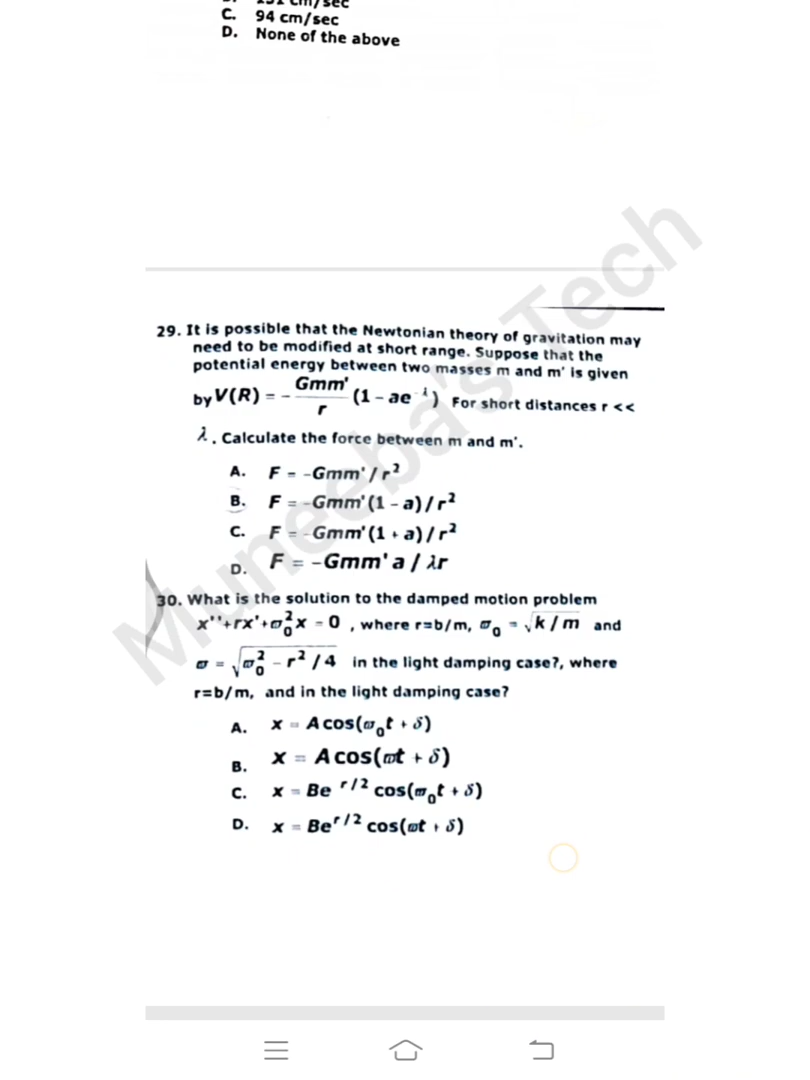 C. 94 cm/sec
D. None of the above
29. It is possible that the Newtonian theory of gravitation may
need to be modified at short range. Suppose that the
potential energy between two masses m and m' is given
by V(R) = - Gmm'/r (1 - ae^λ) For short distances r <<
λ. Calculate the force between m and m'.
A. F = -Gmm'/r²
B. F = -Gmm'(1 - a)/r²
C. F = -Gmm'(1 + a)/r²
D. F = -Gmm'a / λr
30. What is the solution to the damped motion problem
x''+rx'+ϖ₀²x = 0 , where r=b/m, ϖ₀ = √k / m and
ϖ = √ϖ₀² - r² / 4 in the light damping case?, where
r=b/m, and in the light damping case?
A. x = A cos(ϖ₀t + δ)
B. x = A cos(ϖt + δ)
C. x = Be r/2 cos(ϖ₀t + δ)
D. x = Be^r/2 cos(ϖt + δ)
Muneeba's Tech